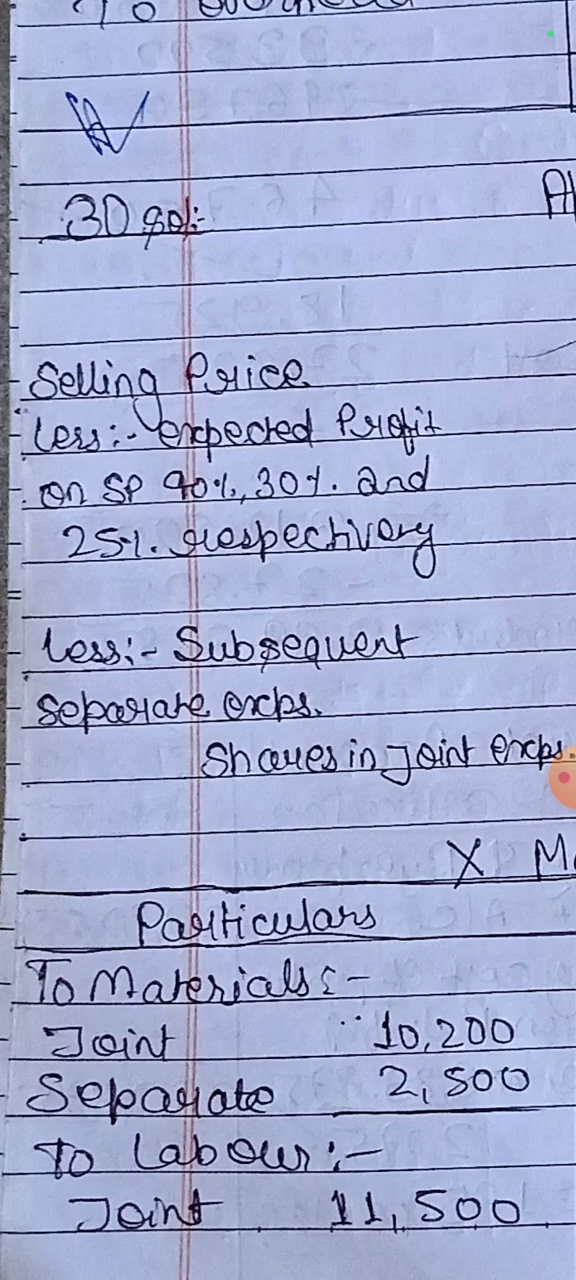 To
30 sol:
Selling Price
Less:- expected Profit
on SP 40%, 30%. and
25%. respectively
Less:- Subsequent
separate exps.
Shares in Joint exps.
X M
Particulars
To Materials:-
Joint 10,200
Separate 2,500
To Labour:-
Joint 11,500